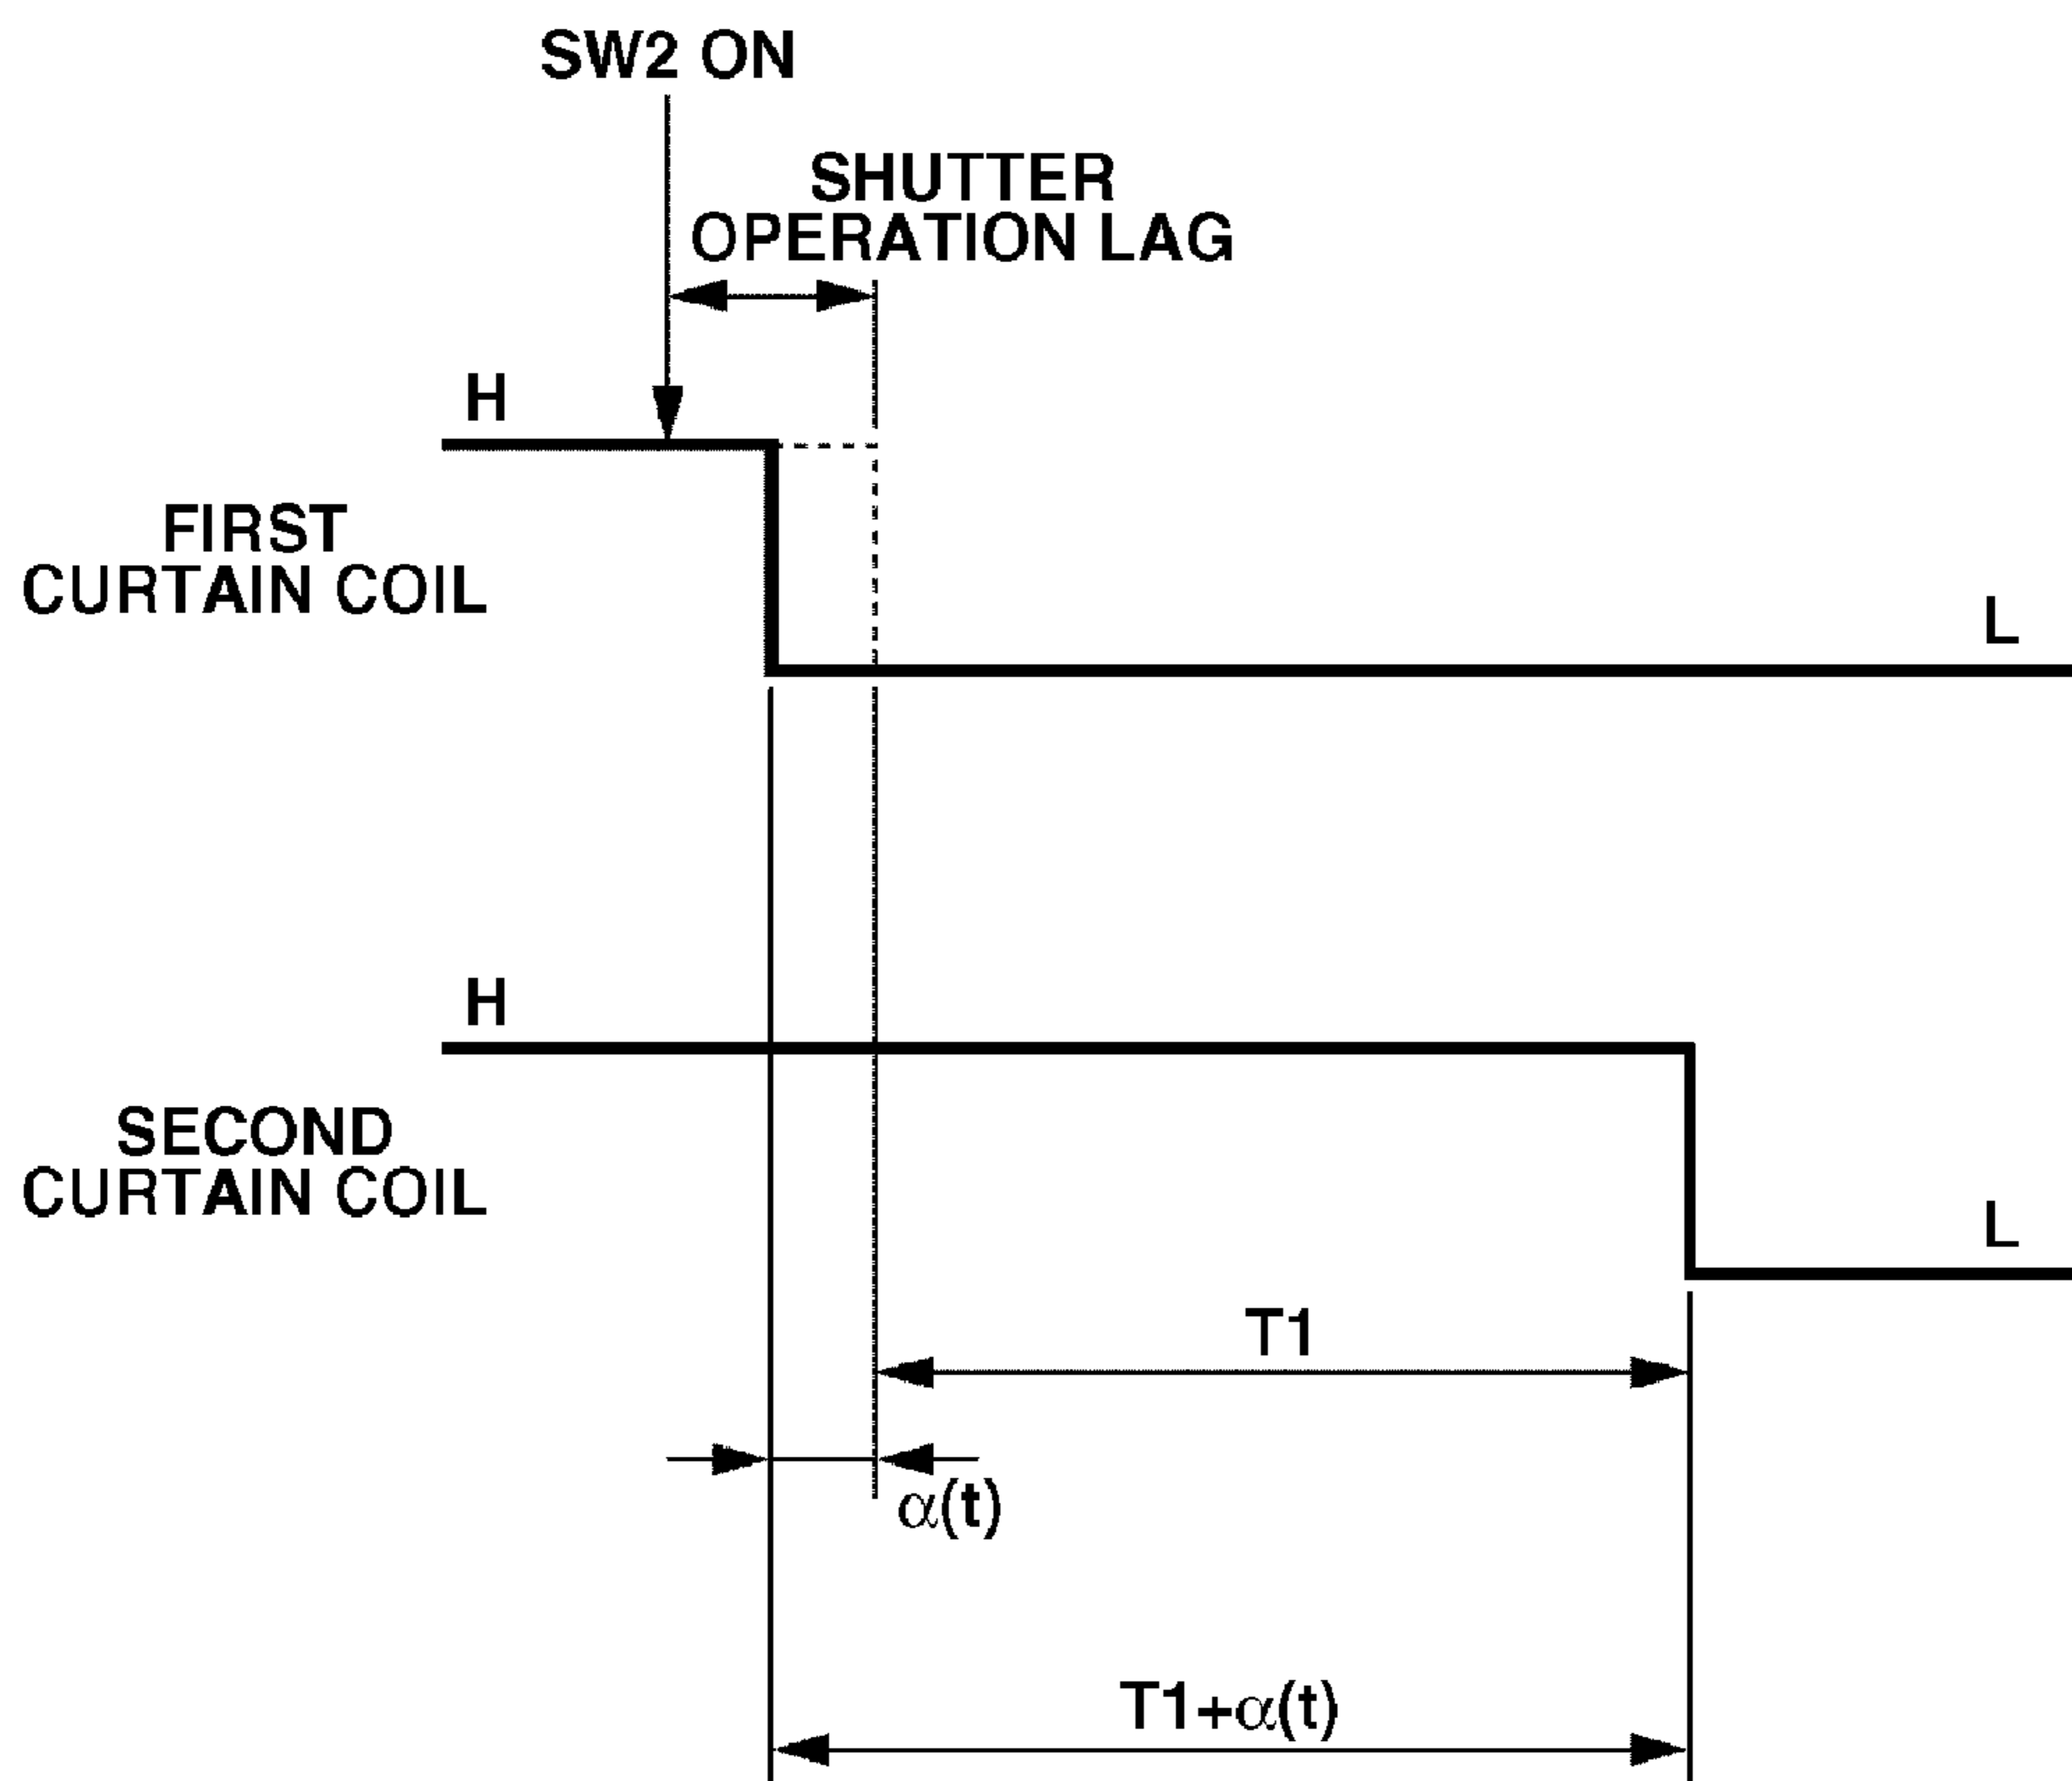 SW2 ON
SHUTTER
OPERATION LAG
H
FIRST
CURTAIN COIL
L
H
SECOND
CURTAIN COIL
L
T1
α(t)
T1+α(t)